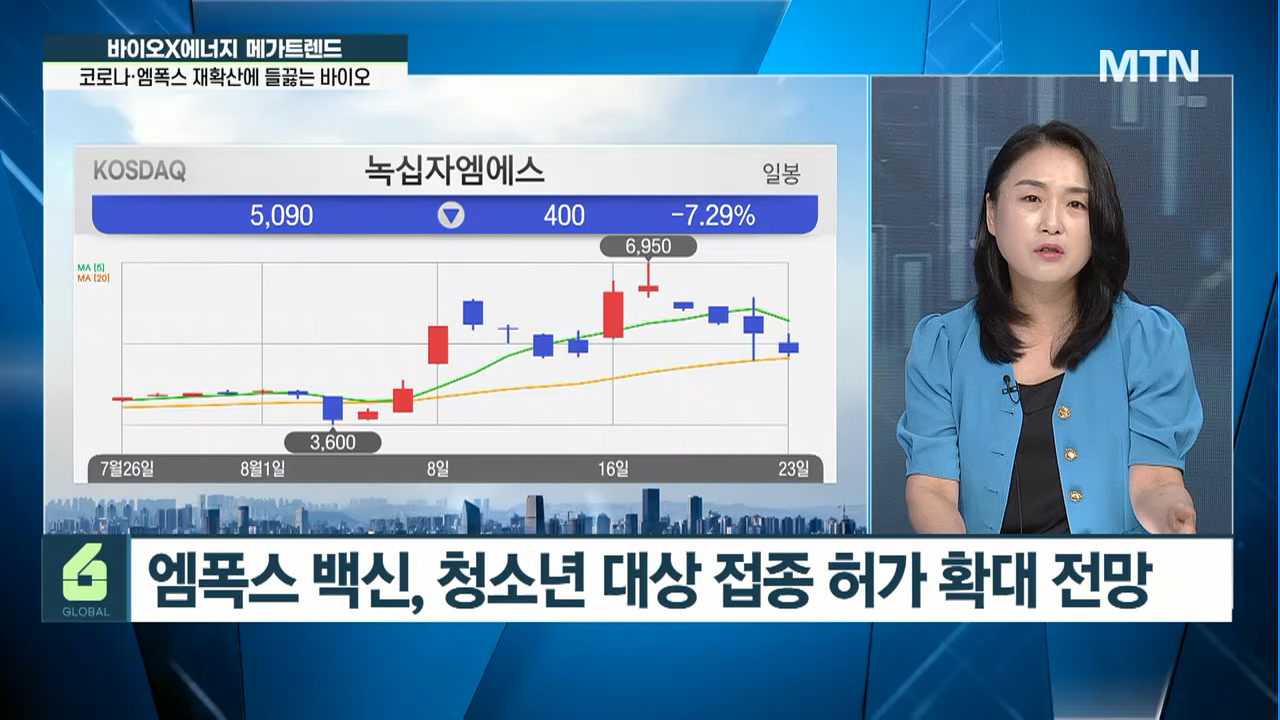 바이오X에너지 메가트렌드
코로나·엠폭스 재확산에 들끓는 바이오
MTN
KOSDAQ 녹십자엠에스 일봉
5,090 ▼ 400 -7.29%
6,950
MA [5]
MA [20]
3,600
7월26일 8월1일 8일 16일 23일
6
GLOBAL
엠폭스 백신, 청소년 대상 접종 허가 확대 전망